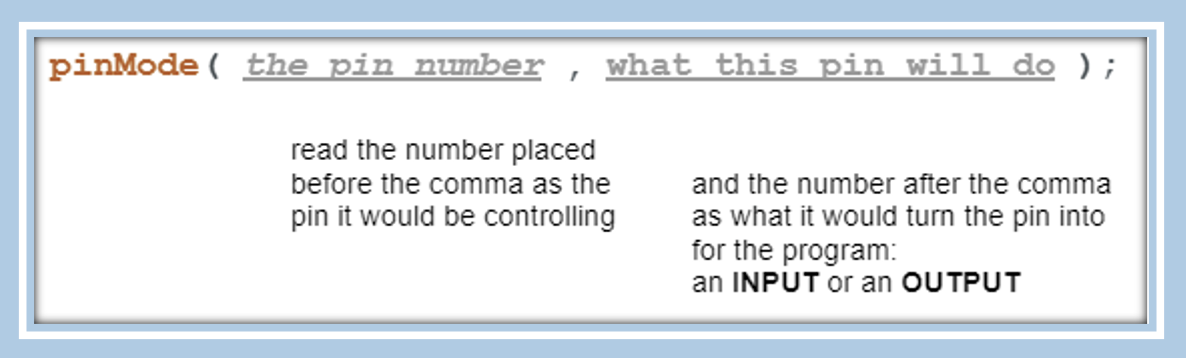 pinMode( the pin number , what this pin will do );
read the number placed
before the comma as the
pin it would be controlling
and the number after the comma
as what it would turn the pin into
for the program:
an INPUT or an OUTPUT